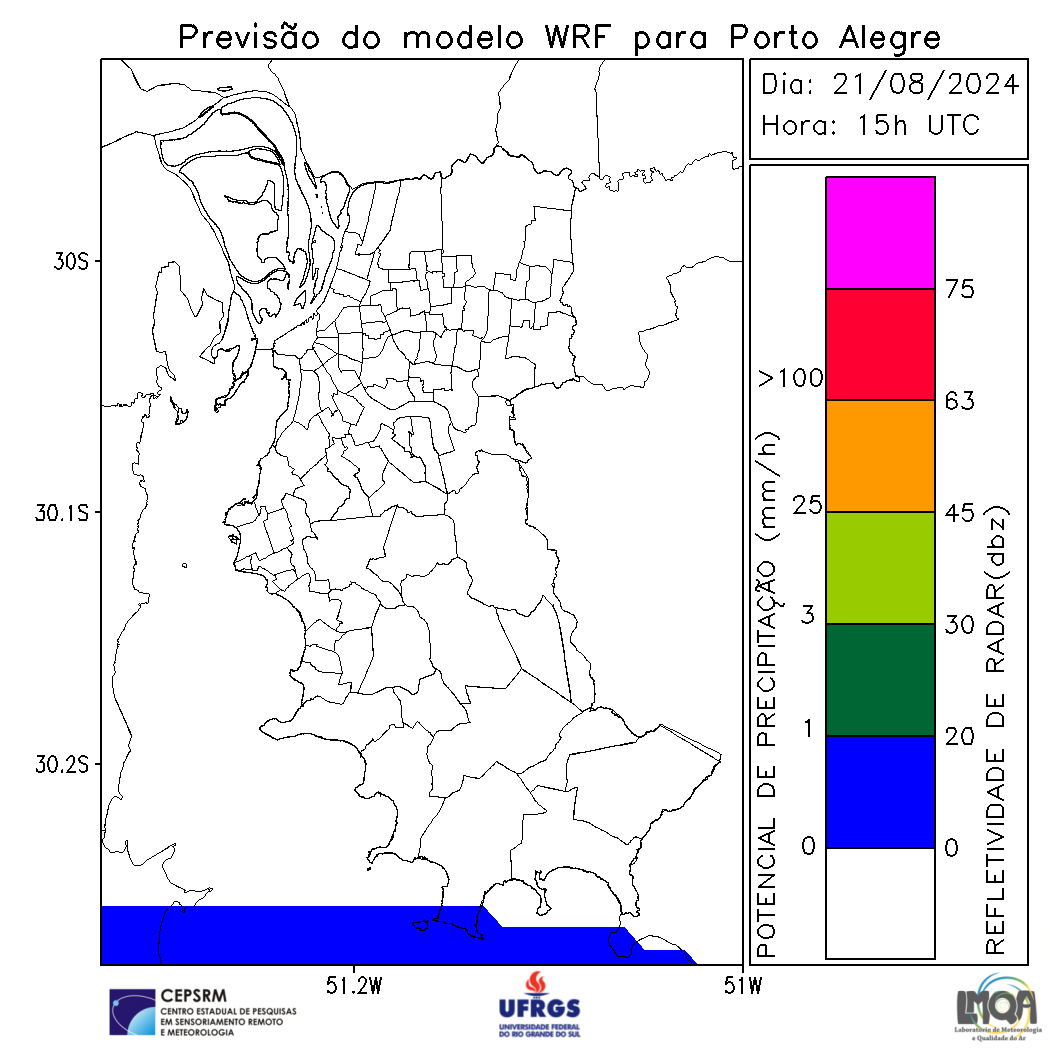 Previsão do modelo WRF para Porto Alegre
Dia: 21/08/2024
Hora: 15h UTC
30S
30.1S
30.2S
51.2W
51W
POTENCIAL DE PRECIPITAÇÃO (mm/h)
>100
25
3
1
0
75
63
45
30
20
0
REFLETIVIDADE DE RADAR(dbz)
CEPSRM
CENTRO ESTADUAL DE PESQUISAS
EM SENSORIAMENTO REMOTO
E METEOROLOGIA
UFRGS
UNIVERSIDADE FEDERAL
DO RIO GRANDE DO SUL
LMQA
Laboratório de Meteorologia
e Qualidade do Ar